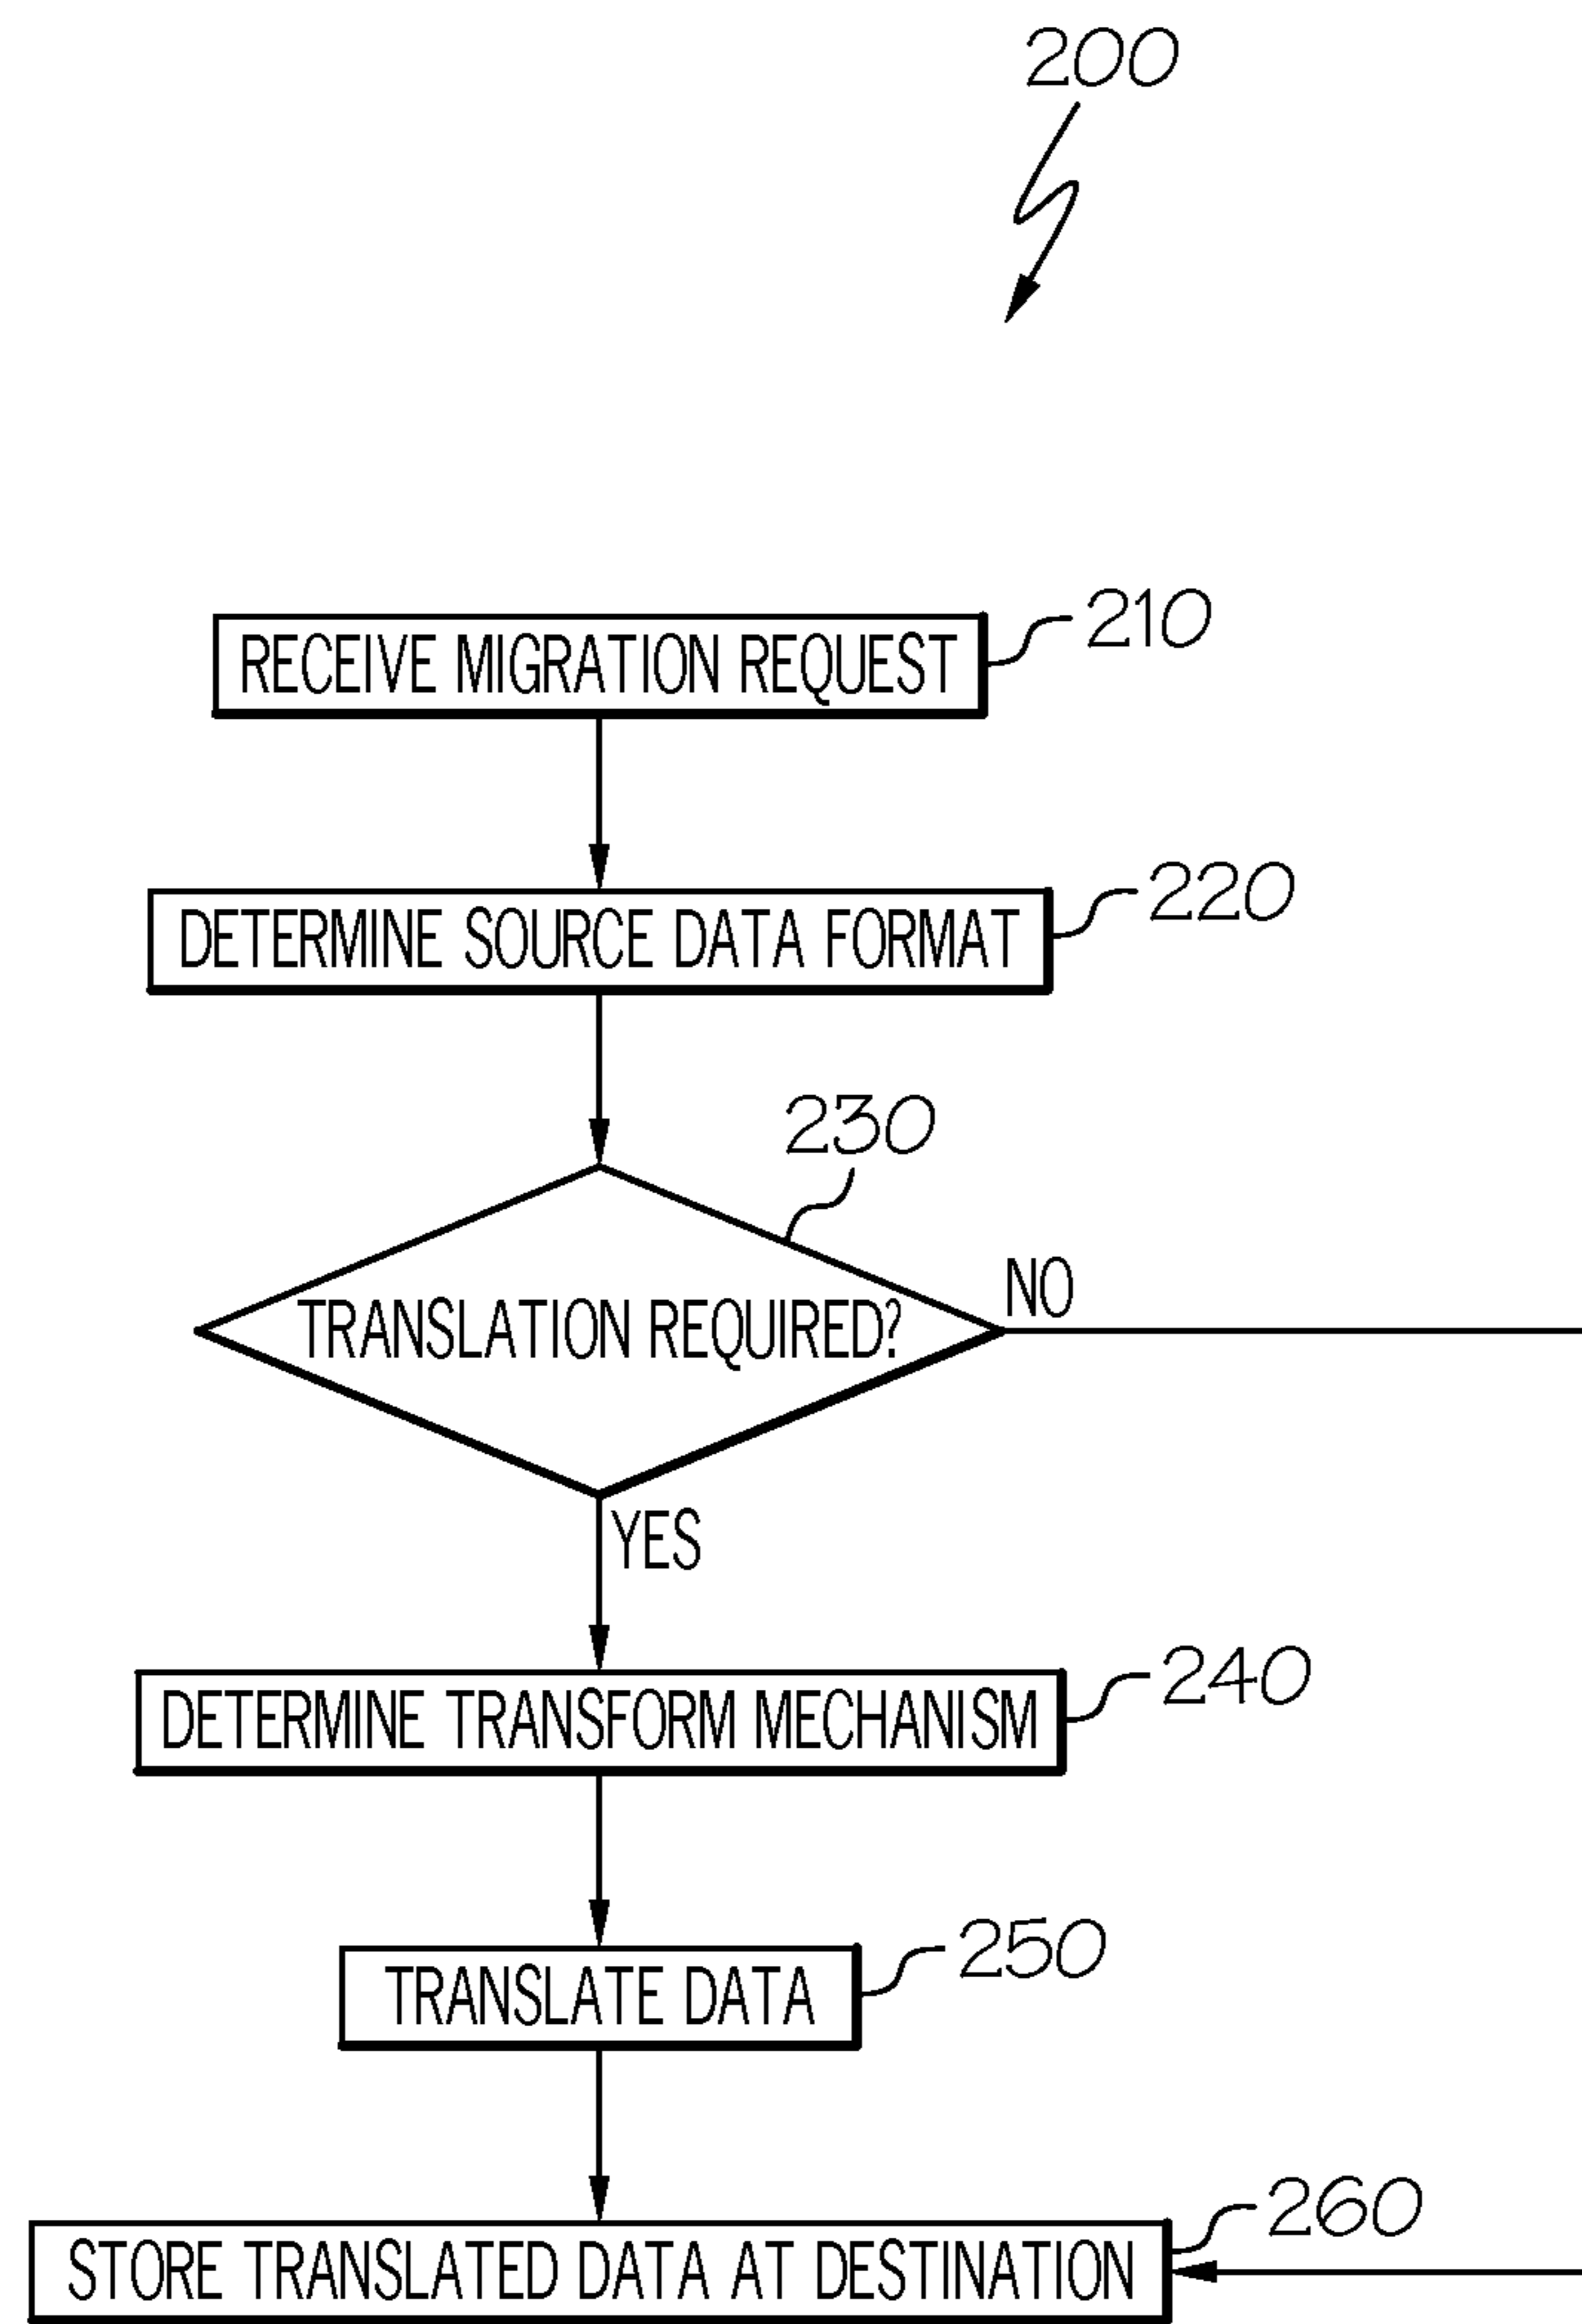 200
RECEIVE MIGRATION REQUEST
210
DETERMINE SOURCE DATA FORMAT
220
230
TRANSLATION REQUIRED?
NO
YES
DETERMINE TRANSFORM MECHANISM
240
TRANSLATE DATA
250
STORE TRANSLATED DATA AT DESTINATION
260